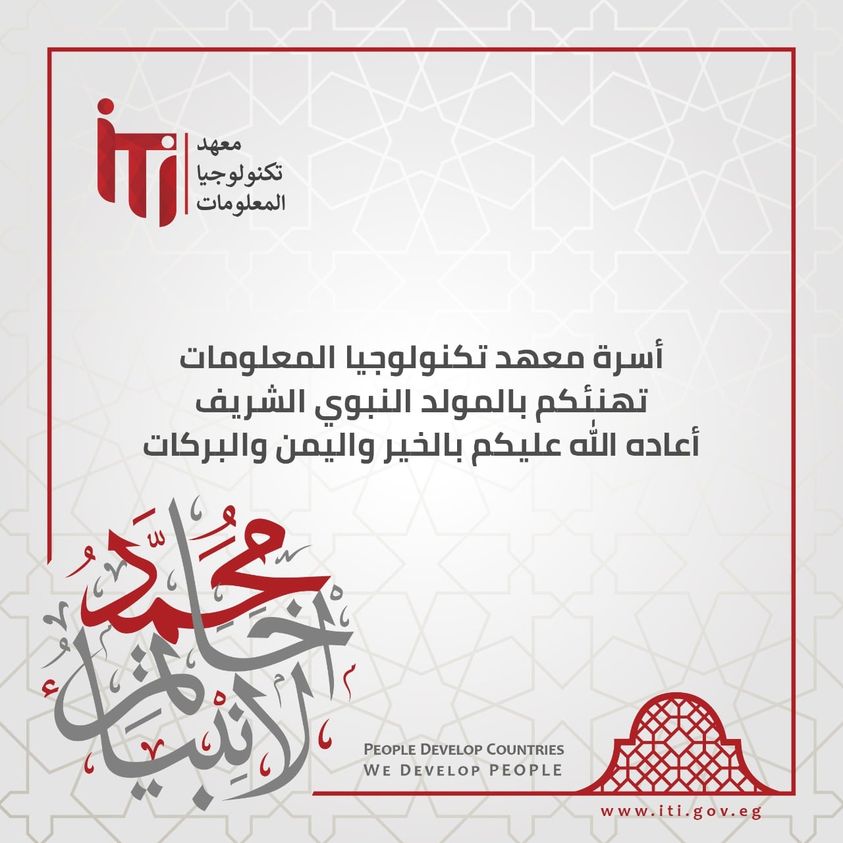 iTi
معهد
تكنولوجيا
المعلومات
أسرة معهد تكنولوجيا المعلومات
تهنئكم بالمولد النبوي الشريف
أعاده الله عليكم بالخير واليمن والبركات
محمد
خاتم
الأنبياء
PEOPLE DEVELOP COUNTRIES
WE DEVELOP PEOPLE
www.iti.gov.eg